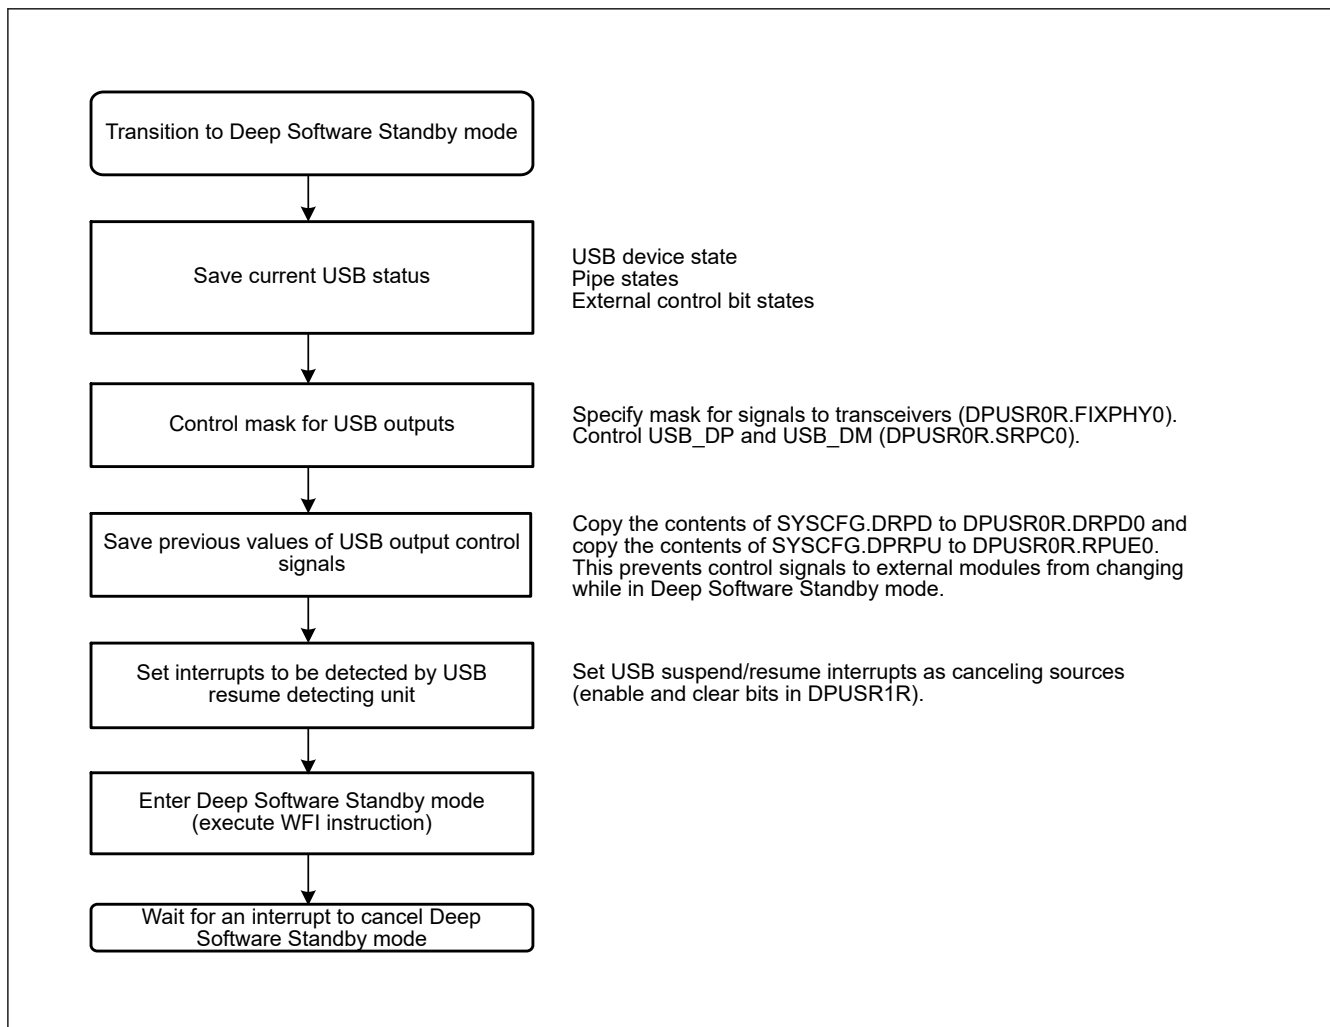 Transition to Deep Software Standby mode
Save current USB status
USB device state
Pipe states
External control bit states
Control mask for USB outputs
Specify mask for signals to transceivers (DPUSR0R.FIXPHY0).
Control USB_DP and USB_DM (DPUSR0R.SRPC0).
Save previous values of USB output control
signals
Copy the contents of SYSCFG.DRPD to DPUSR0R.DRPD0 and
copy the contents of SYSCFG.DPRPU to DPUSR0R.RPUE0.
This prevents control signals to external modules from changing
while in Deep Software Standby mode.
Set interrupts to be detected by USB
resume detecting unit
Set USB suspend/resume interrupts as canceling sources
(enable and clear bits in DPUSR1R).
Enter Deep Software Standby mode
(execute WFI instruction)
Wait for an interrupt to cancel Deep
Software Standby mode